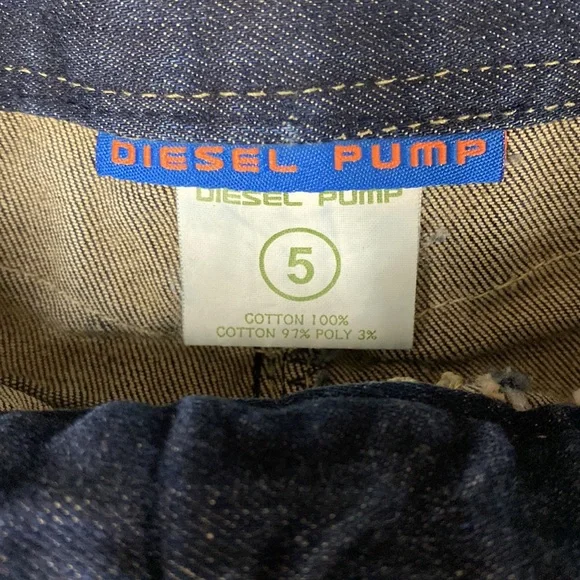 DIESEL PUMP
DIESEL PUMP
5
COTTON 100%
COTTON 97% POLY 3%